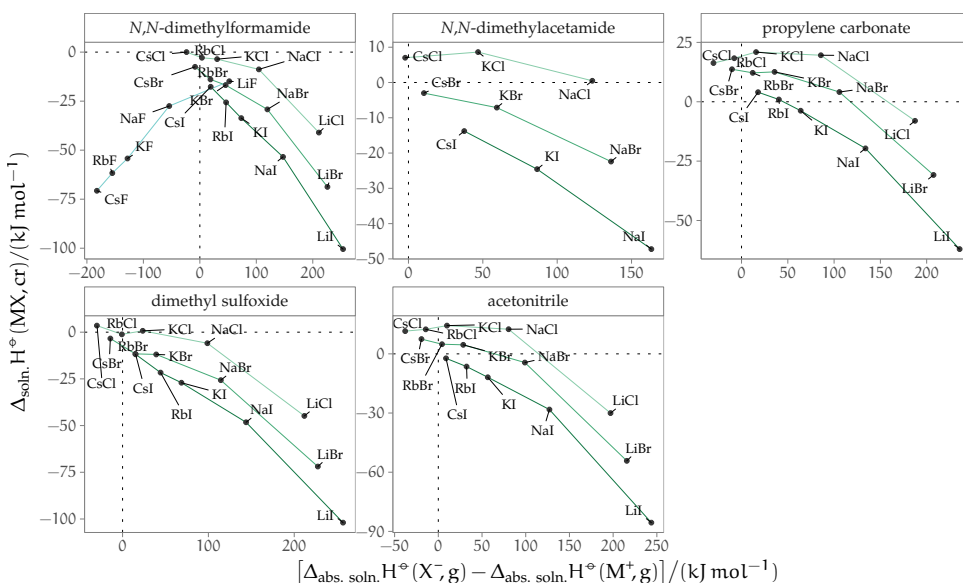 N,N-dimethylformamide
N,N-dimethylacetamide
propylene carbonate
0
−25
−50
−75
−100
CsCl
RbCl
KCl
NaCl
CsBr
RbBr
LiF
NaF
KBr
NaBr
CsI
RbI
KI
LiCl
KF
RbF
NaI
CsF
LiBr
LiI
−200
−100
0
100
200
10
0
−10
−20
−30
−40
−50
CsCl
KCl
NaCl
CsBr
KBr
CsI
KI
NaBr
NaI
0
50
100
150
25
0
−25
−50
CsCl
RbCl
KCl
NaCl
CsBr
RbBr
KBr
NaBr
CsI
RbI
KI
LiCl
NaI
LiBr
LiI
0
50
100
150
200
dimethyl sulfoxide
acetonitrile
0
−25
−50
−75
−100
RbCl
KCl
NaCl
RbBr
KBr
CsBr
NaBr
CsCl
CsI
KI
RbI
NaI
LiCl
LiBr
LiI
0
100
200
0
−30
−60
−90
CsCl
KCl
NaCl
RbCl
CsBr
KBr
NaBr
RbBr
RbI
KI
CsI
NaI
LiCl
LiBr
LiI
−50
0
50
100
150
200
250
Δsoln.H⦵(MX, cr)/(kJ mol⁻¹)
[Δabs. soln.H⦵(X⁻, g) − Δabs. soln.H⦵(M⁺, g)]/(kJ mol⁻¹)